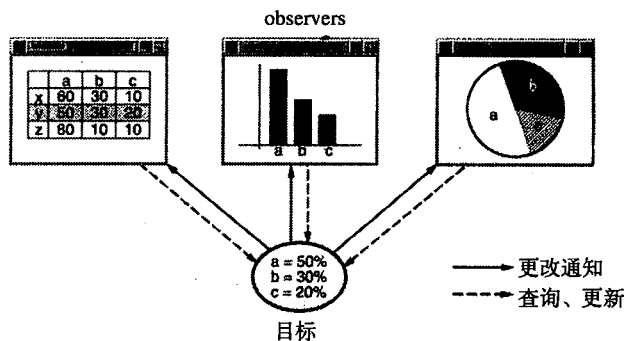 observers
a b c
x 60 30 10
y 50 30 20
z 80 10 10
a b c
a
b
c
a = 50%
b = 30%
c = 20%
目标
更改通知
查询、更新